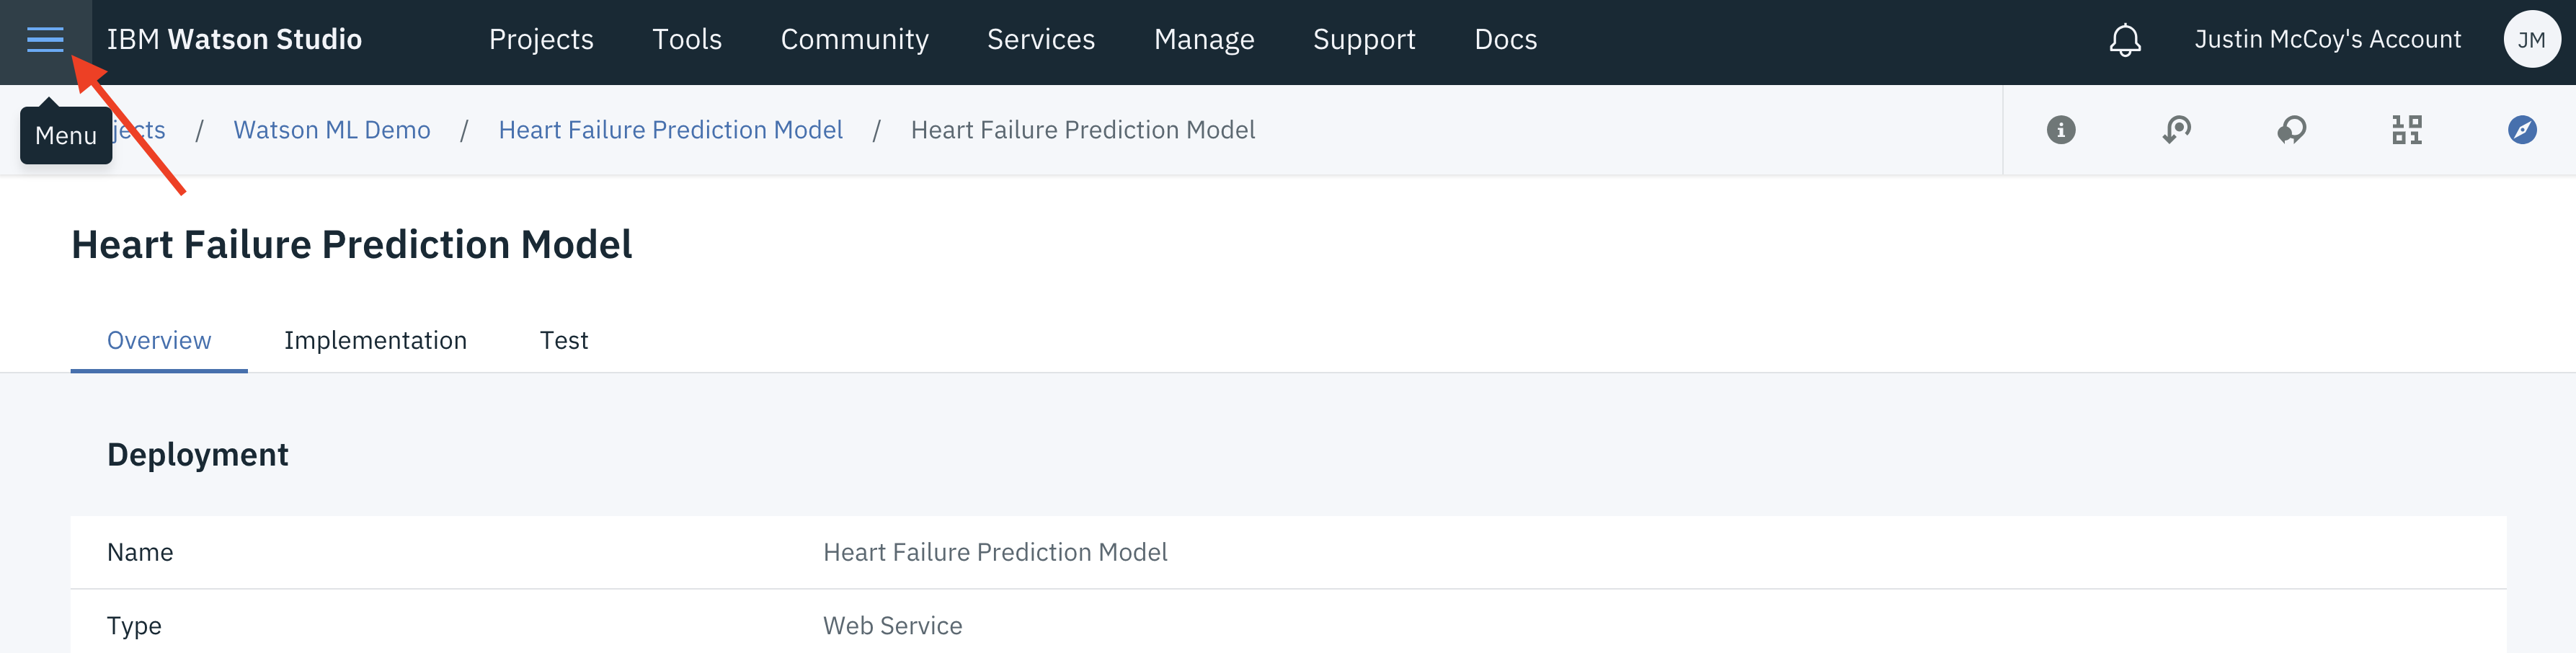 IBM Watson Studio Projects Tools Community Services Manage Support Docs Justin McCoy's Account JM
Menu
jects / Watson ML Demo / Heart Failure Prediction Model / Heart Failure Prediction Model
Heart Failure Prediction Model
Overview Implementation Test
Deployment
Name Heart Failure Prediction Model
Type Web Service